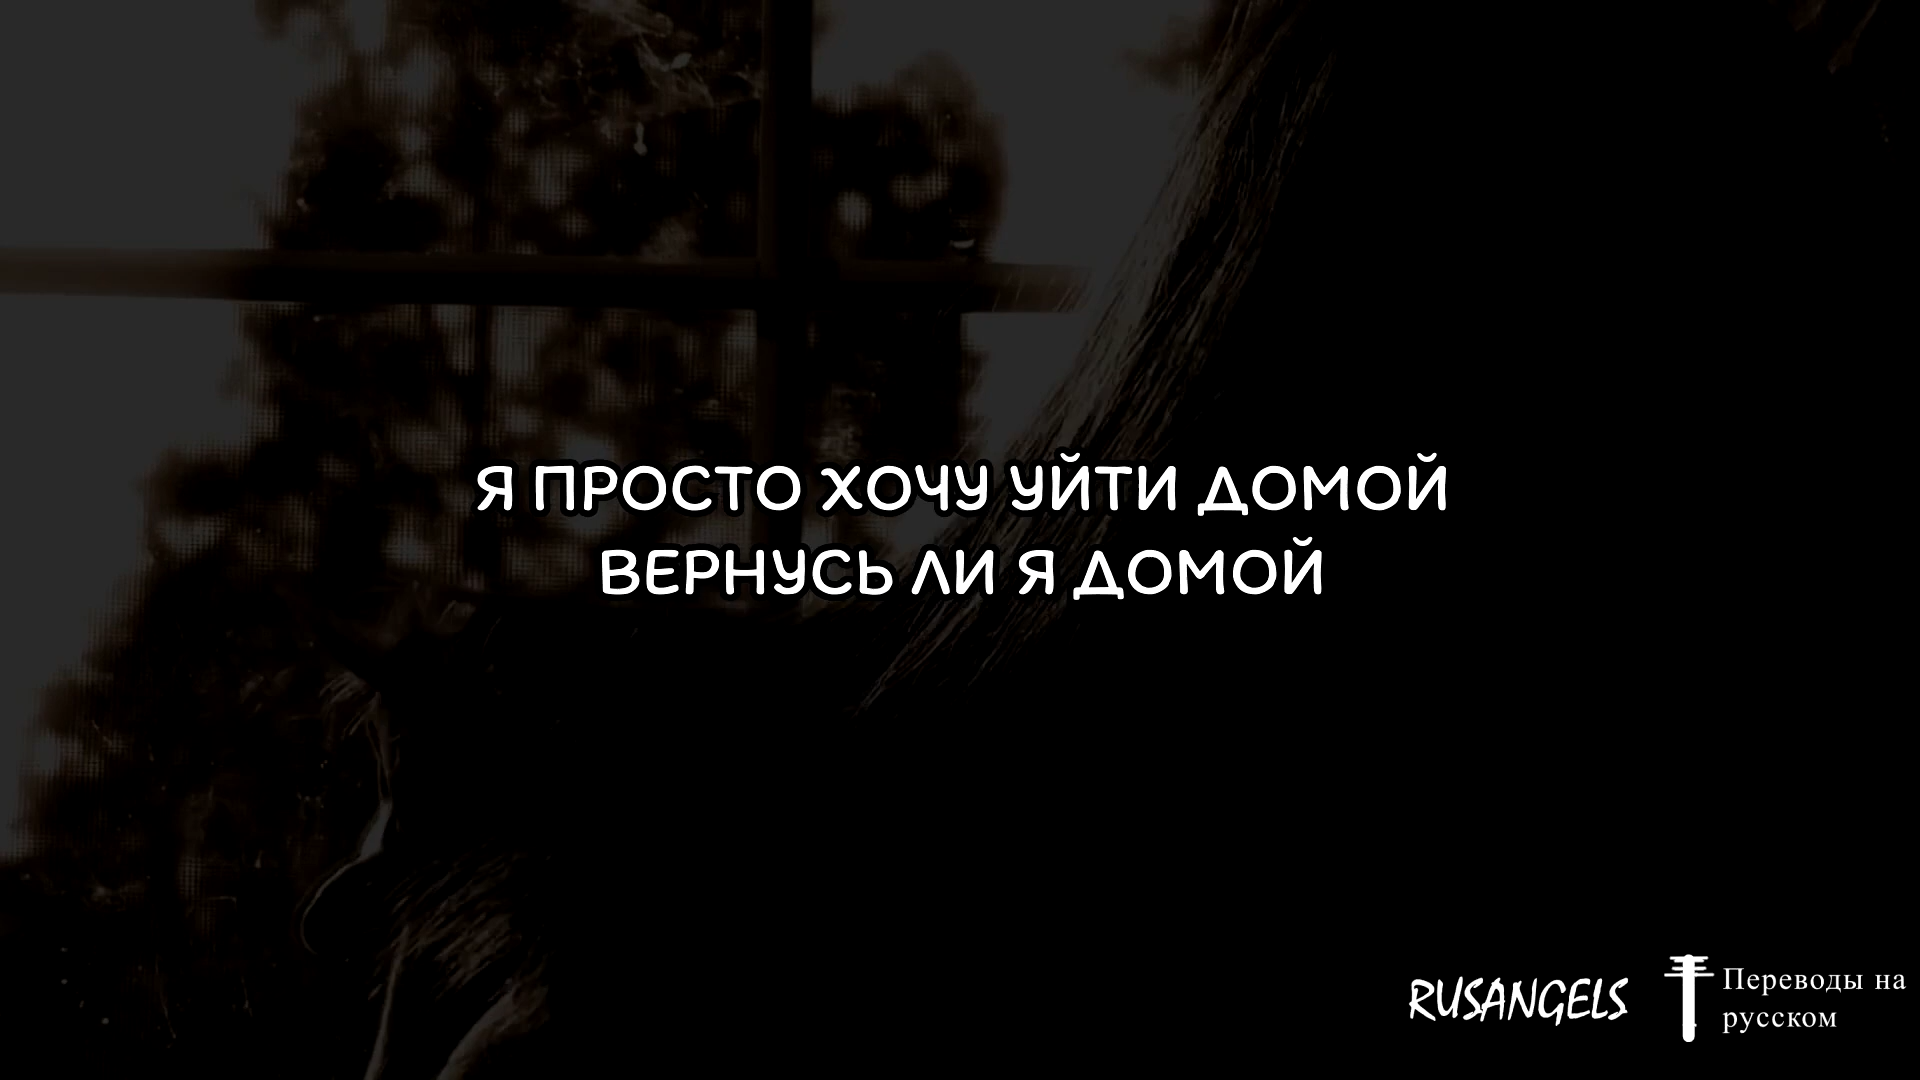 Я ПРОСТО ХОЧУ УЙТИ ДОМОЙ
ВЕРНУСЬ ЛИ Я ДОМОЙ
RUSANGELS
Переводы на
русском